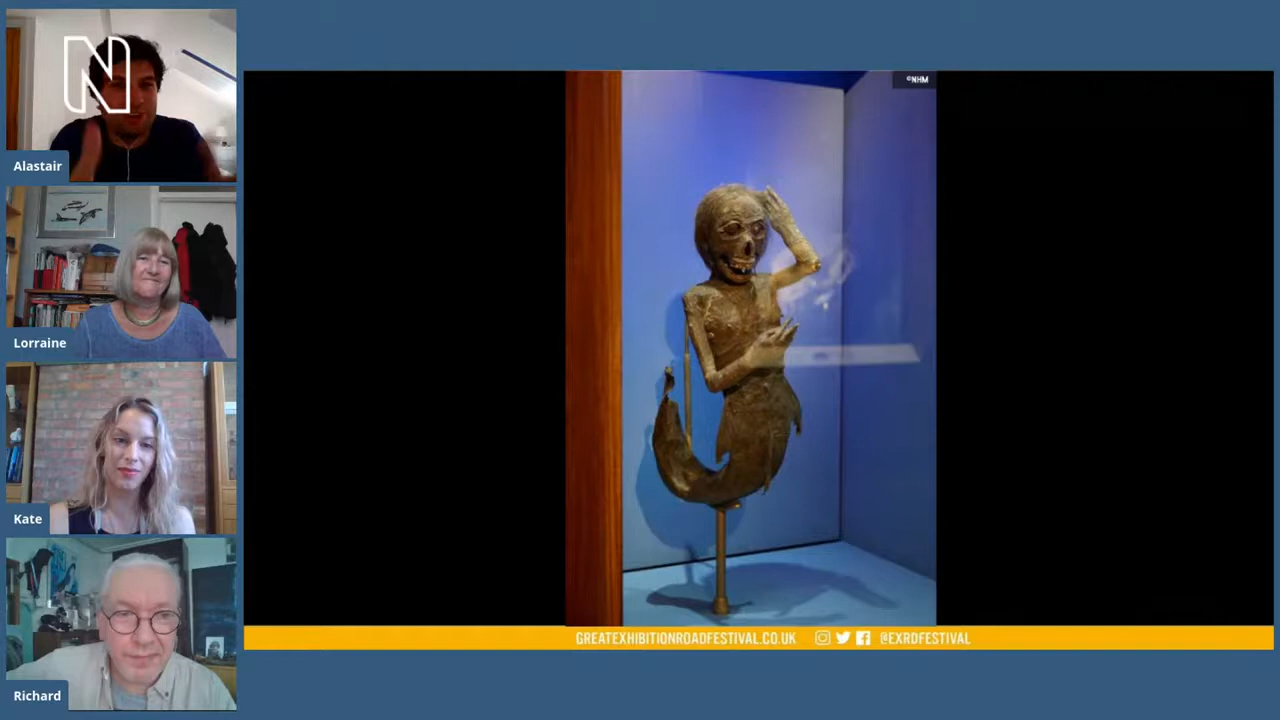 N
Alastair
Lorraine
Kate
Richard
©NHM
GREATEXHIBITIONROADFESTIVAL.CO.UK
@EXRDFESTIVAL